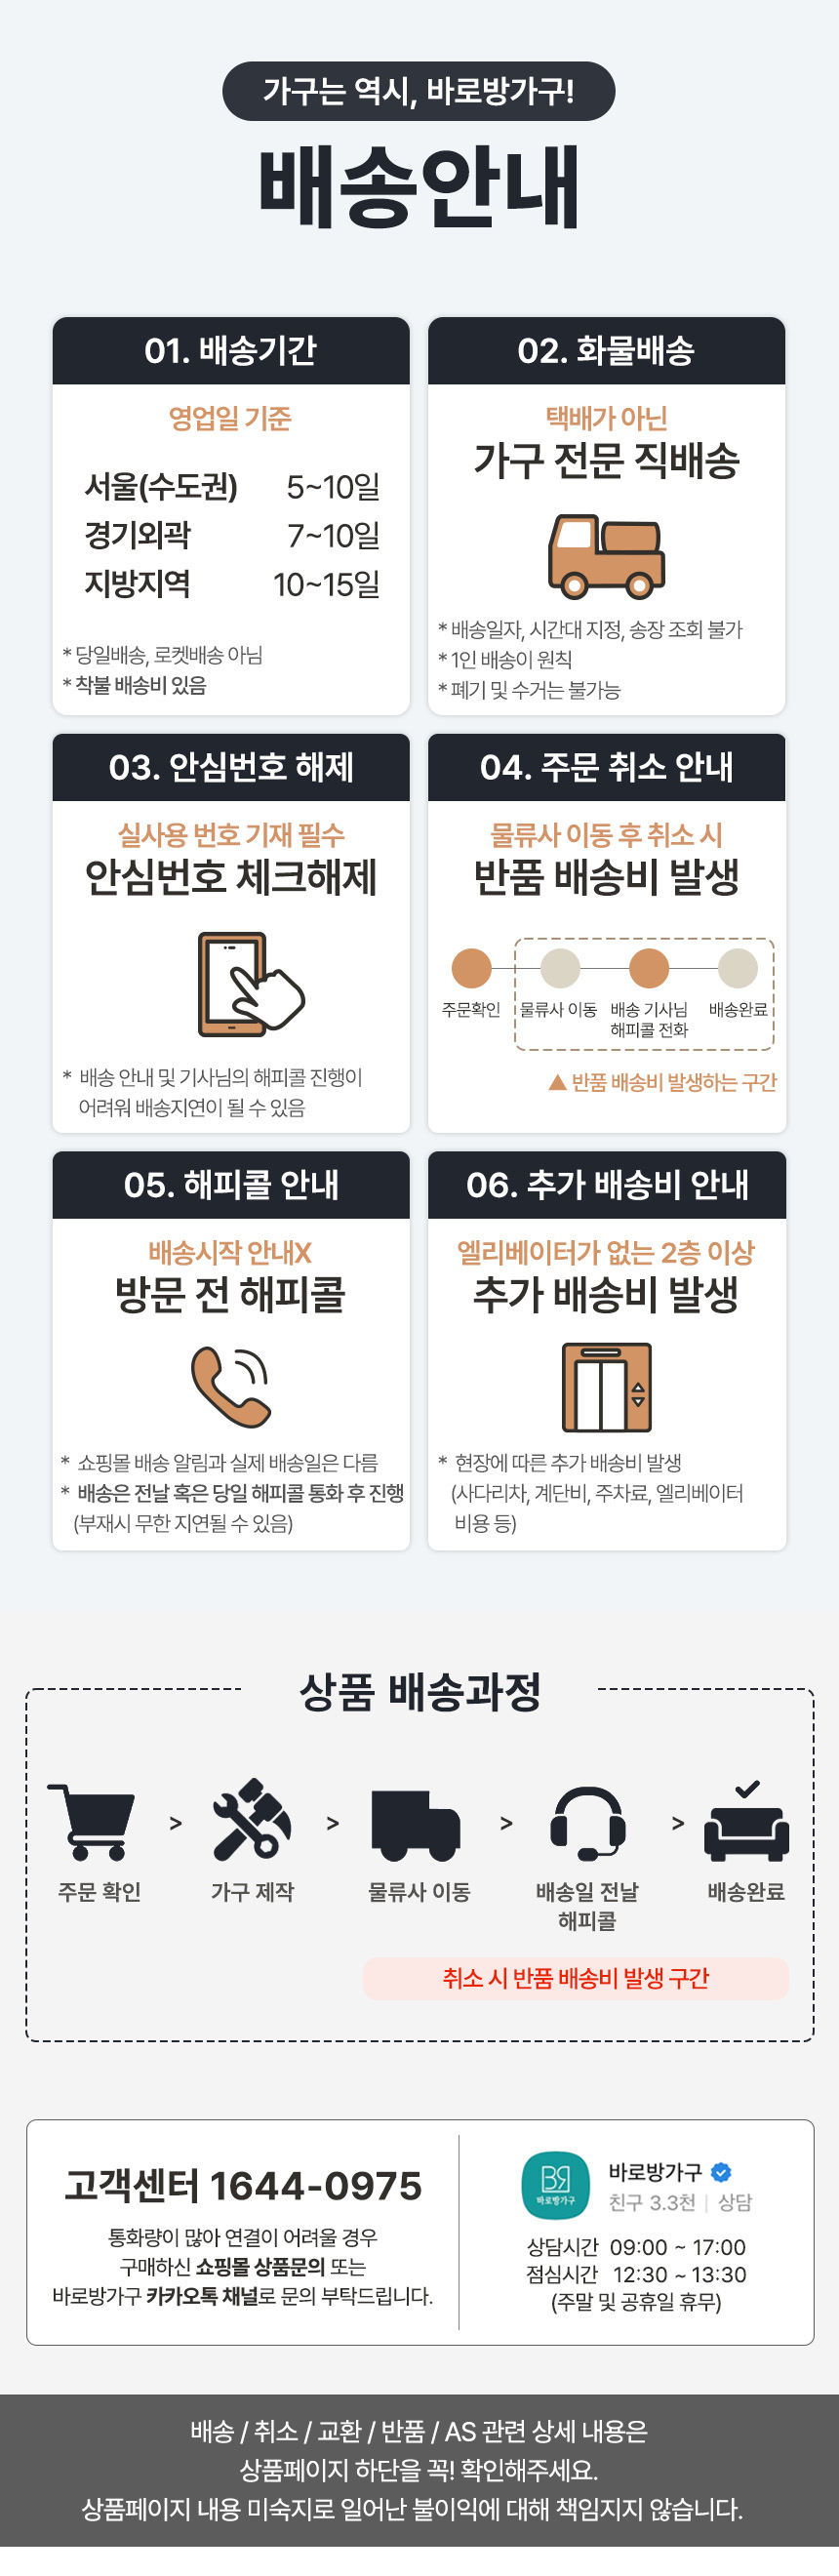 가구는 역시, 바로방가구!
배송안내
01. 배송기간
영업일 기준
서울(수도권) 5~10일
경기외곽 7~10일
지방지역 10~15일
* 당일배송, 로켓배송 아님
* 착불 배송비 있음
02. 화물배송
택배가 아닌
가구 전문 직배송
* 배송일자, 시간대 지정, 송장 조회 불가
* 1인 배송이 원칙
* 폐기 및 수거는 불가능
03. 안심번호 해제
실사용 번호 기재 필수
안심번호 체크해제
* 배송 안내 및 기사님의 해피콜 진행이
어려워 배송지연이 될 수 있음
04. 주문 취소 안내
물류사 이동 후 취소 시
반품 배송비 발생
주문확인 물류사 이동 배송 기사님 배송완료
해피콜 전화
▲ 반품 배송비 발생하는 구간
05. 해피콜 안내
배송시작 안내X
방문 전 해피콜
* 쇼핑몰 배송 알림과 실제 배송일은 다름
* 배송은 전날 혹은 당일 해피콜 통화 후 진행
(부재시 무한 지연될 수 있음)
06. 추가 배송비 안내
엘리베이터가 없는 2층 이상
추가 배송비 발생
* 현장에 따른 추가 배송비 발생
(사다리차, 계단비, 주차료, 엘리베이터
비용 등)
상품 배송과정
주문 확인 > 가구 제작 > 물류사 이동 > 배송일 전날 > 배송완료
해피콜
취소 시 반품 배송비 발생 구간
고객센터 1644-0975
통화량이 많아 연결이 어려울 경우
구매하신 쇼핑몰 상품문의 또는
바로방가구 카카오톡 채널로 문의 부탁드립니다.
바로방가구
바로방가구
친구 3.3천 | 상담
상담시간 09:00 ~ 17:00
점심시간 12:30 ~ 13:30
(주말 및 공휴일 휴무)
배송 / 취소 / 교환 / 반품 / AS 관련 상세 내용은
상품페이지 하단을 꼭! 확인해주세요.
상품페이지 내용 미숙지로 일어난 불이익에 대해 책임지지 않습니다.